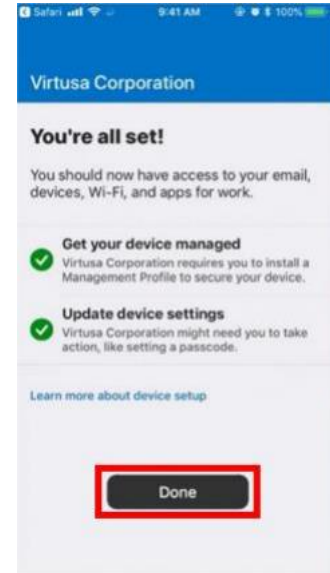 Safari 9:41 AM 100%
Virtusa Corporation
You're all set!
You should now have access to your email,
devices, Wi-Fi, and apps for work.
Get your device managed
Virtusa Corporation requires you to install a
Management Profile to secure your device.
Update device settings
Virtusa Corporation might need you to take
action, like setting a passcode.
Learn more about device setup
Done